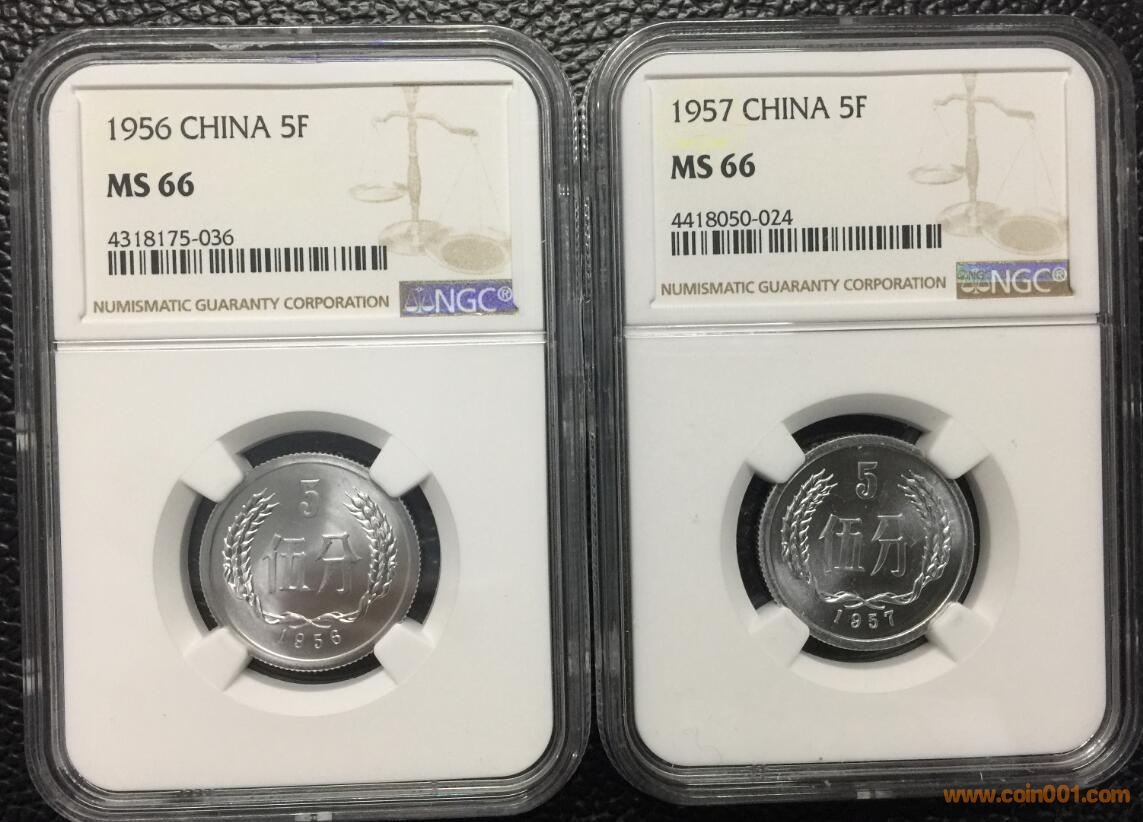 1956 CHINA 5F
MS 66
4318175-036
NUMISMATIC GUARANTY CORPORATION
NGC®
5
伍分
1956
1957 CHINA 5F
MS 66
4418050-024
NUMISMATIC GUARANTY CORPORATION
NGC®
5
伍分
1957
www.coin001.com